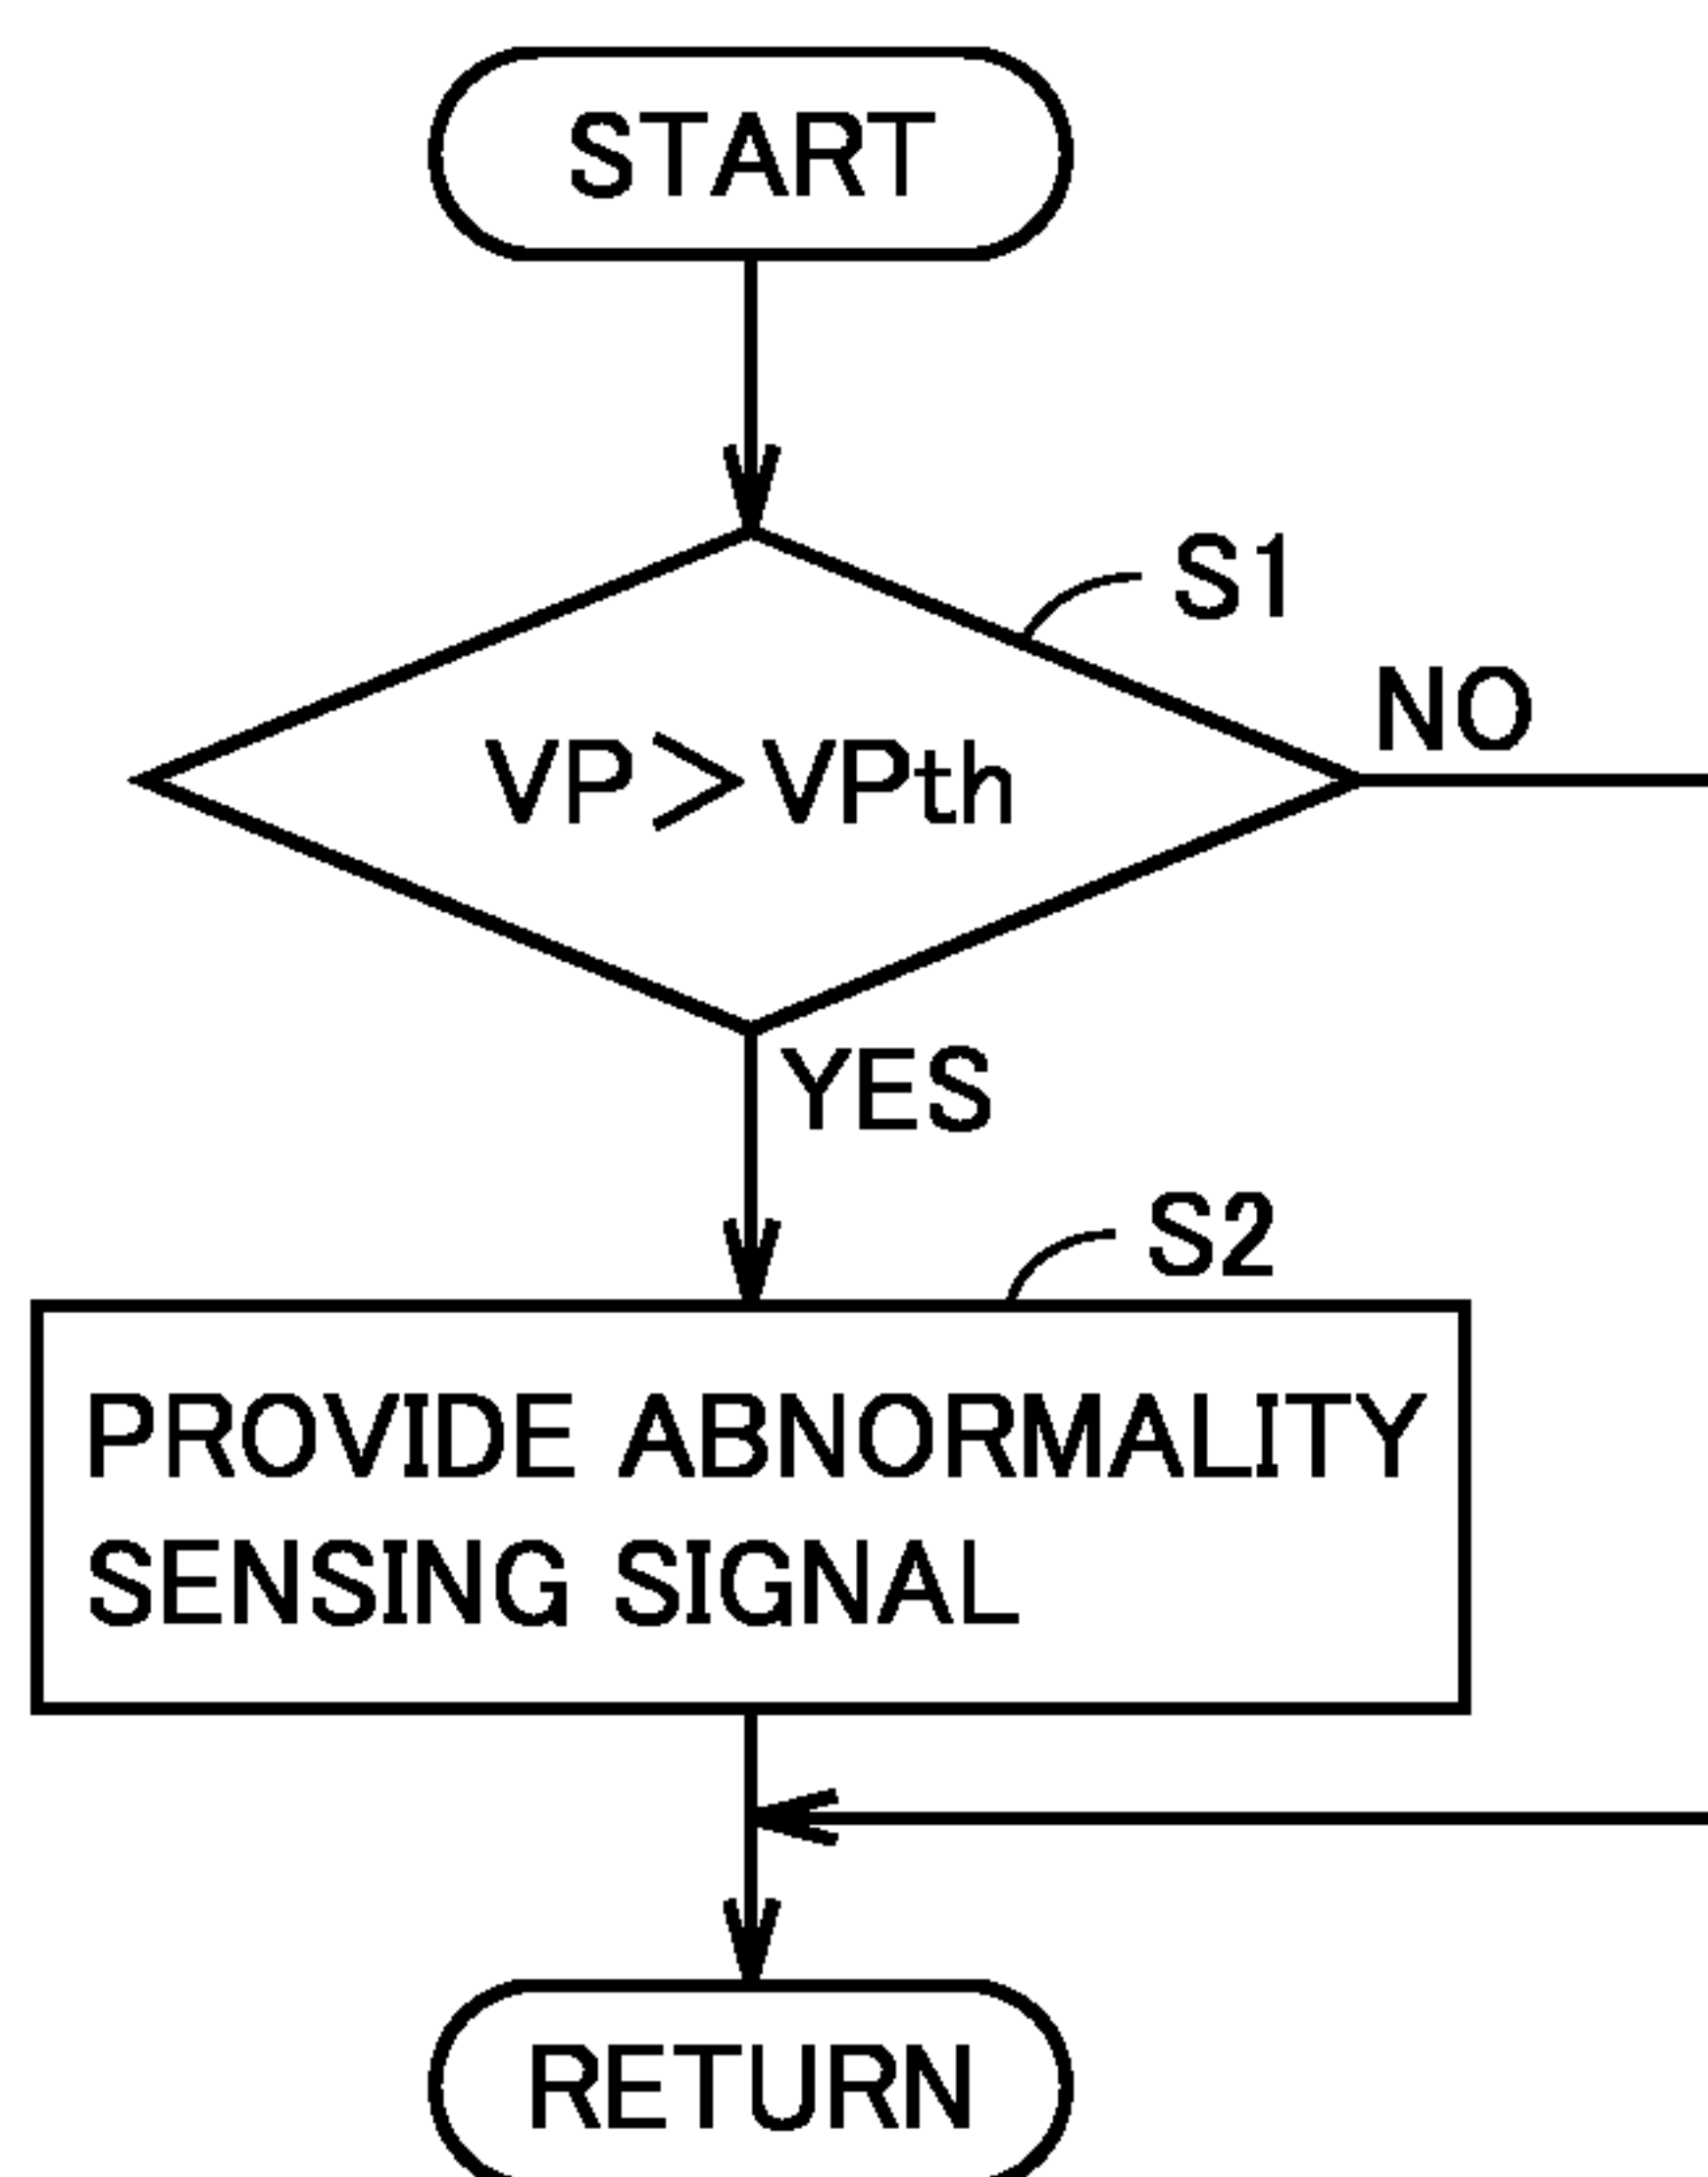 START
S1
NO
VP>VPth
YES
S2
PROVIDE ABNORMALITY
SENSING SIGNAL
RETURN